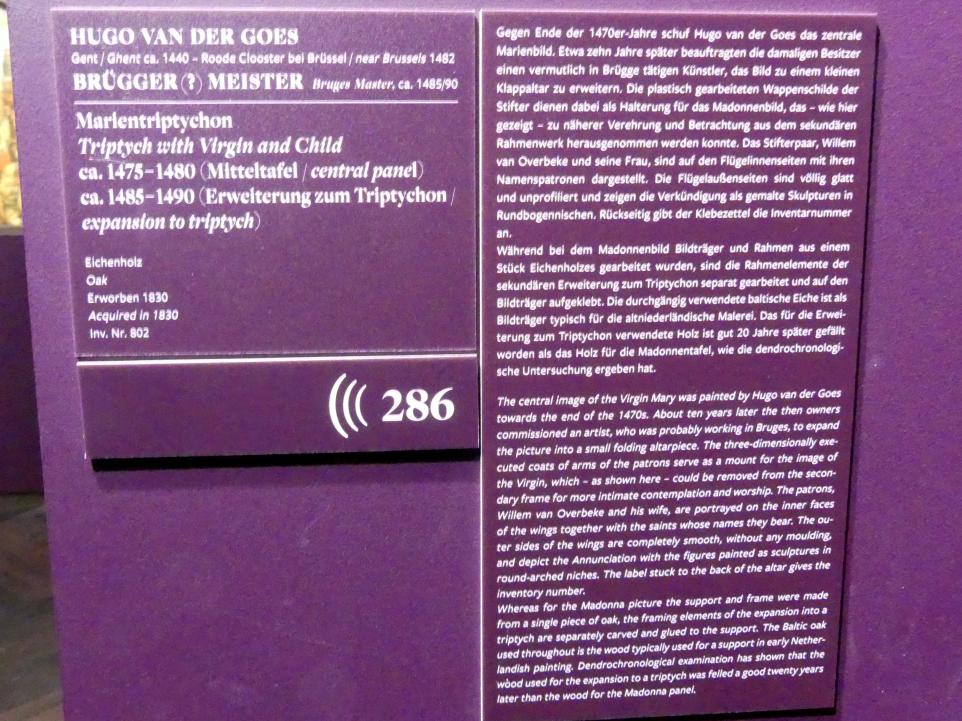 HUGO VAN DER GOES
Gent / Ghent ca. 1440 – Roode Clooster bei Brüssel / near Brussels 1482
BRÜGGER (?) MEISTER Bruges Master, ca. 1485/90
Marientriptychon
Triptych with Virgin and Child
ca. 1475–1480 (Mitteltafel / central panel)
ca. 1485–1490 (Erweiterung zum Triptychon /
expansion to triptych)
Eichenholz
Oak
Erworben 1830
Acquired in 1830
Inv. Nr. 802
286
Gegen Ende der 1470er-Jahre schuf Hugo van der Goes das zentrale
Marienbild. Etwa zehn Jahre später beauftragten die damaligen Besitzer
einen vermutlich in Brügge tätigen Künstler, das Bild zu einem kleinen
Klappaltar zu erweitern. Die plastisch gearbeiteten Wappenschilde der
Stifter dienen dabei als Halterung für das Madonnenbild, das – wie hier
gezeigt – zu näherer Verehrung und Betrachtung aus dem sekundären
Rahmenwerk herausgenommen werden konnte. Das Stifterpaar, Willem
van Overbeke und seine Frau, sind auf den Flügelinnenseiten mit ihren
Namenspatronen dargestellt. Die Flügelaußenseiten sind völlig glatt
und unprofiliert und zeigen die Verkündigung als gemalte Skulpturen in
Rundbogennischen. Rückseitig gibt der Klebezettel die Inventarnummer
an.
Während bei dem Madonnenbild Bildträger und Rahmen aus einem
Stück Eichenholzes gearbeitet wurden, sind die Rahmenelemente der
sekundären Erweiterung zum Triptychon separat gearbeitet und auf den
Bildträger aufgeklebt. Die durchgängig verwendete baltische Eiche ist als
Bildträger typisch für die altniederländische Malerei. Das für die Erwei-
terung zum Triptychon verwendete Holz ist gut 20 Jahre später gefällt
worden als das Holz für die Madonnentafel, wie die dendrochronologi-
sche Untersuchung ergeben hat.
The central image of the Virgin Mary was painted by Hugo van der Goes
towards the end of the 1470s. About ten years later the then owners
commissioned an artist, who was probably working in Bruges, to expand
the picture into a small folding altarpiece. The three-dimensionally exe-
cuted coats of arms of the patrons serve as a mount for the image of
the Virgin, which – as shown here – could be removed from the secon-
dary frame for more intimate contemplation and worship. The patrons,
Willem van Overbeke and his wife, are portrayed on the inner faces
of the wings together with the saints whose names they bear. The ou-
ter sides of the wings are completely smooth, without any moulding,
and depict the Annunciation with the figures painted as sculptures in
round-arched niches. The label stuck to the back of the altar gives the
inventory number.
Whereas for the Madonna picture the support and frame were made
from a single piece of oak, the framing elements of the expansion into a
triptych are separately carved and glued to the support. The Baltic oak
used throughout is the wood typically used for a support in early Nether-
landish painting. Dendrochronological examination has shown that the
wood used for the expansion to a triptych was felled a good twenty years
later than the wood for the Madonna panel.